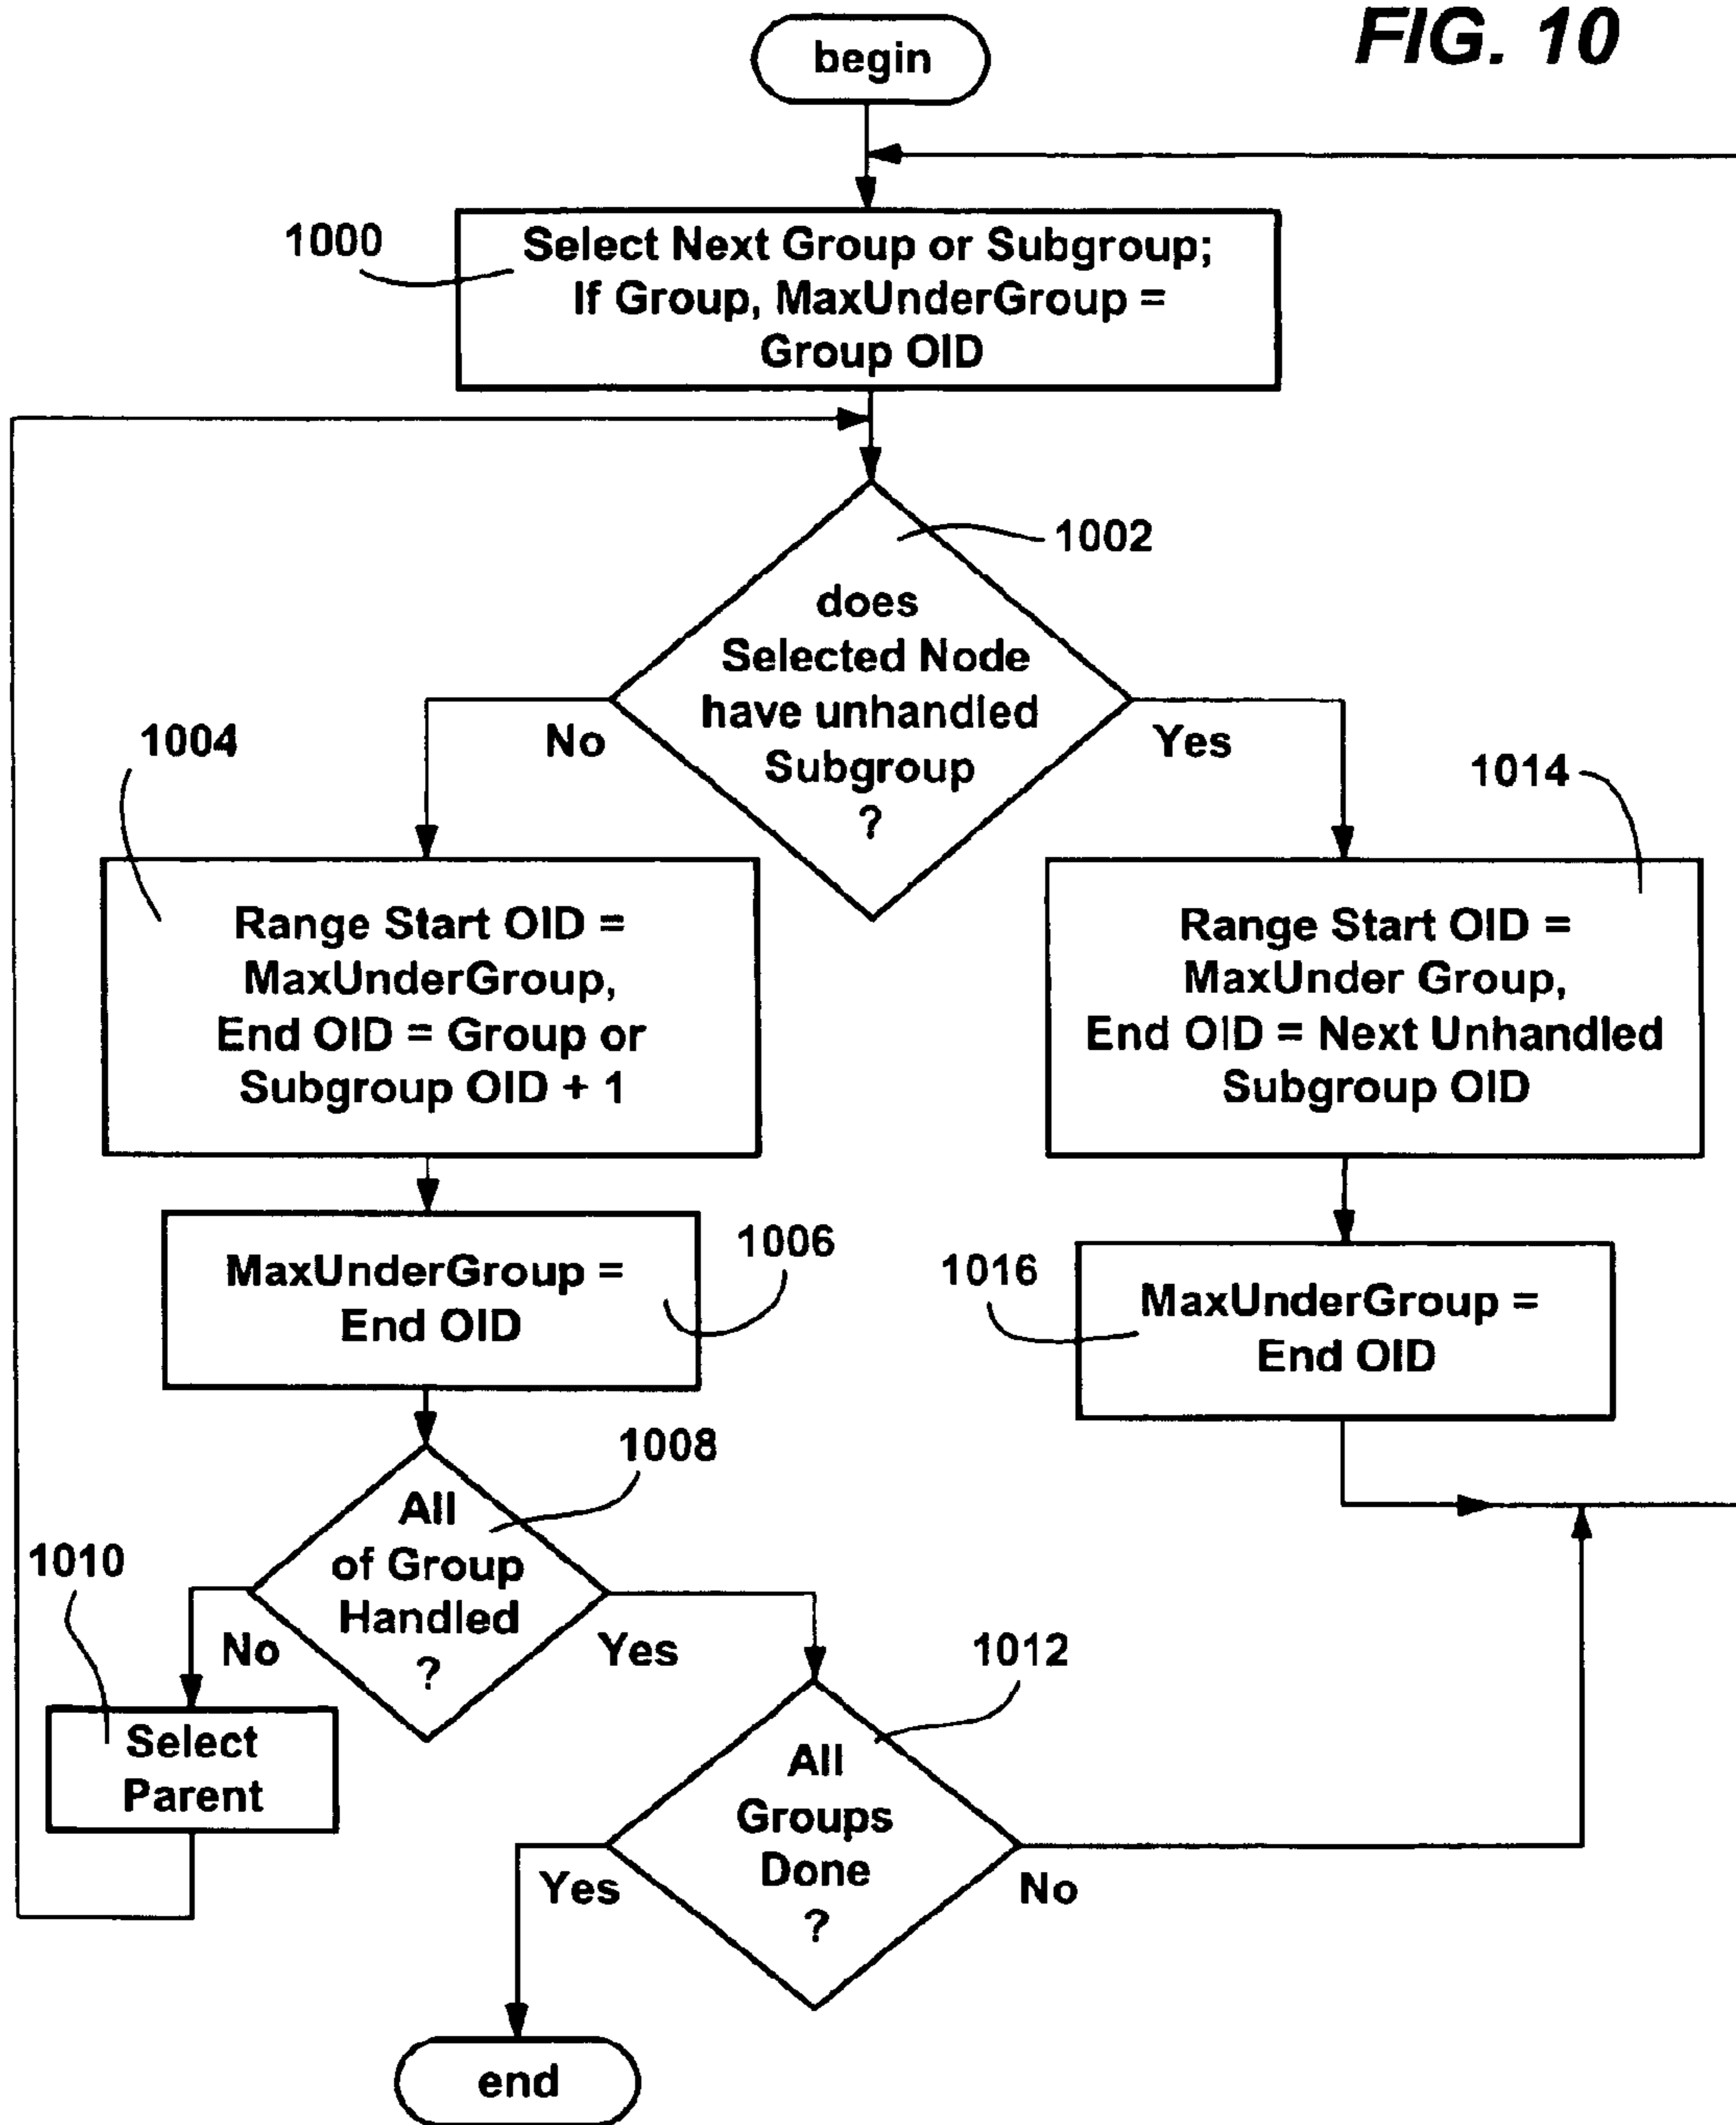 FIG. 10
begin
1000
Select Next Group or Subgroup;
If Group, MaxUnderGroup =
Group OID
1002
does
Selected Node
have unhandled
Subgroup
?
No
Yes
1004
Range Start OID =
MaxUnderGroup,
End OID = Group or
Subgroup OID + 1
1014
Range Start OID =
MaxUnder Group,
End OID = Next Unhandled
Subgroup OID
1006
MaxUnderGroup =
End OID
1016
MaxUnderGroup =
End OID
1008
All
of Group
Handled
?
No
Yes
1010
Select
Parent
1012
All
Groups
Done
?
Yes
No
end